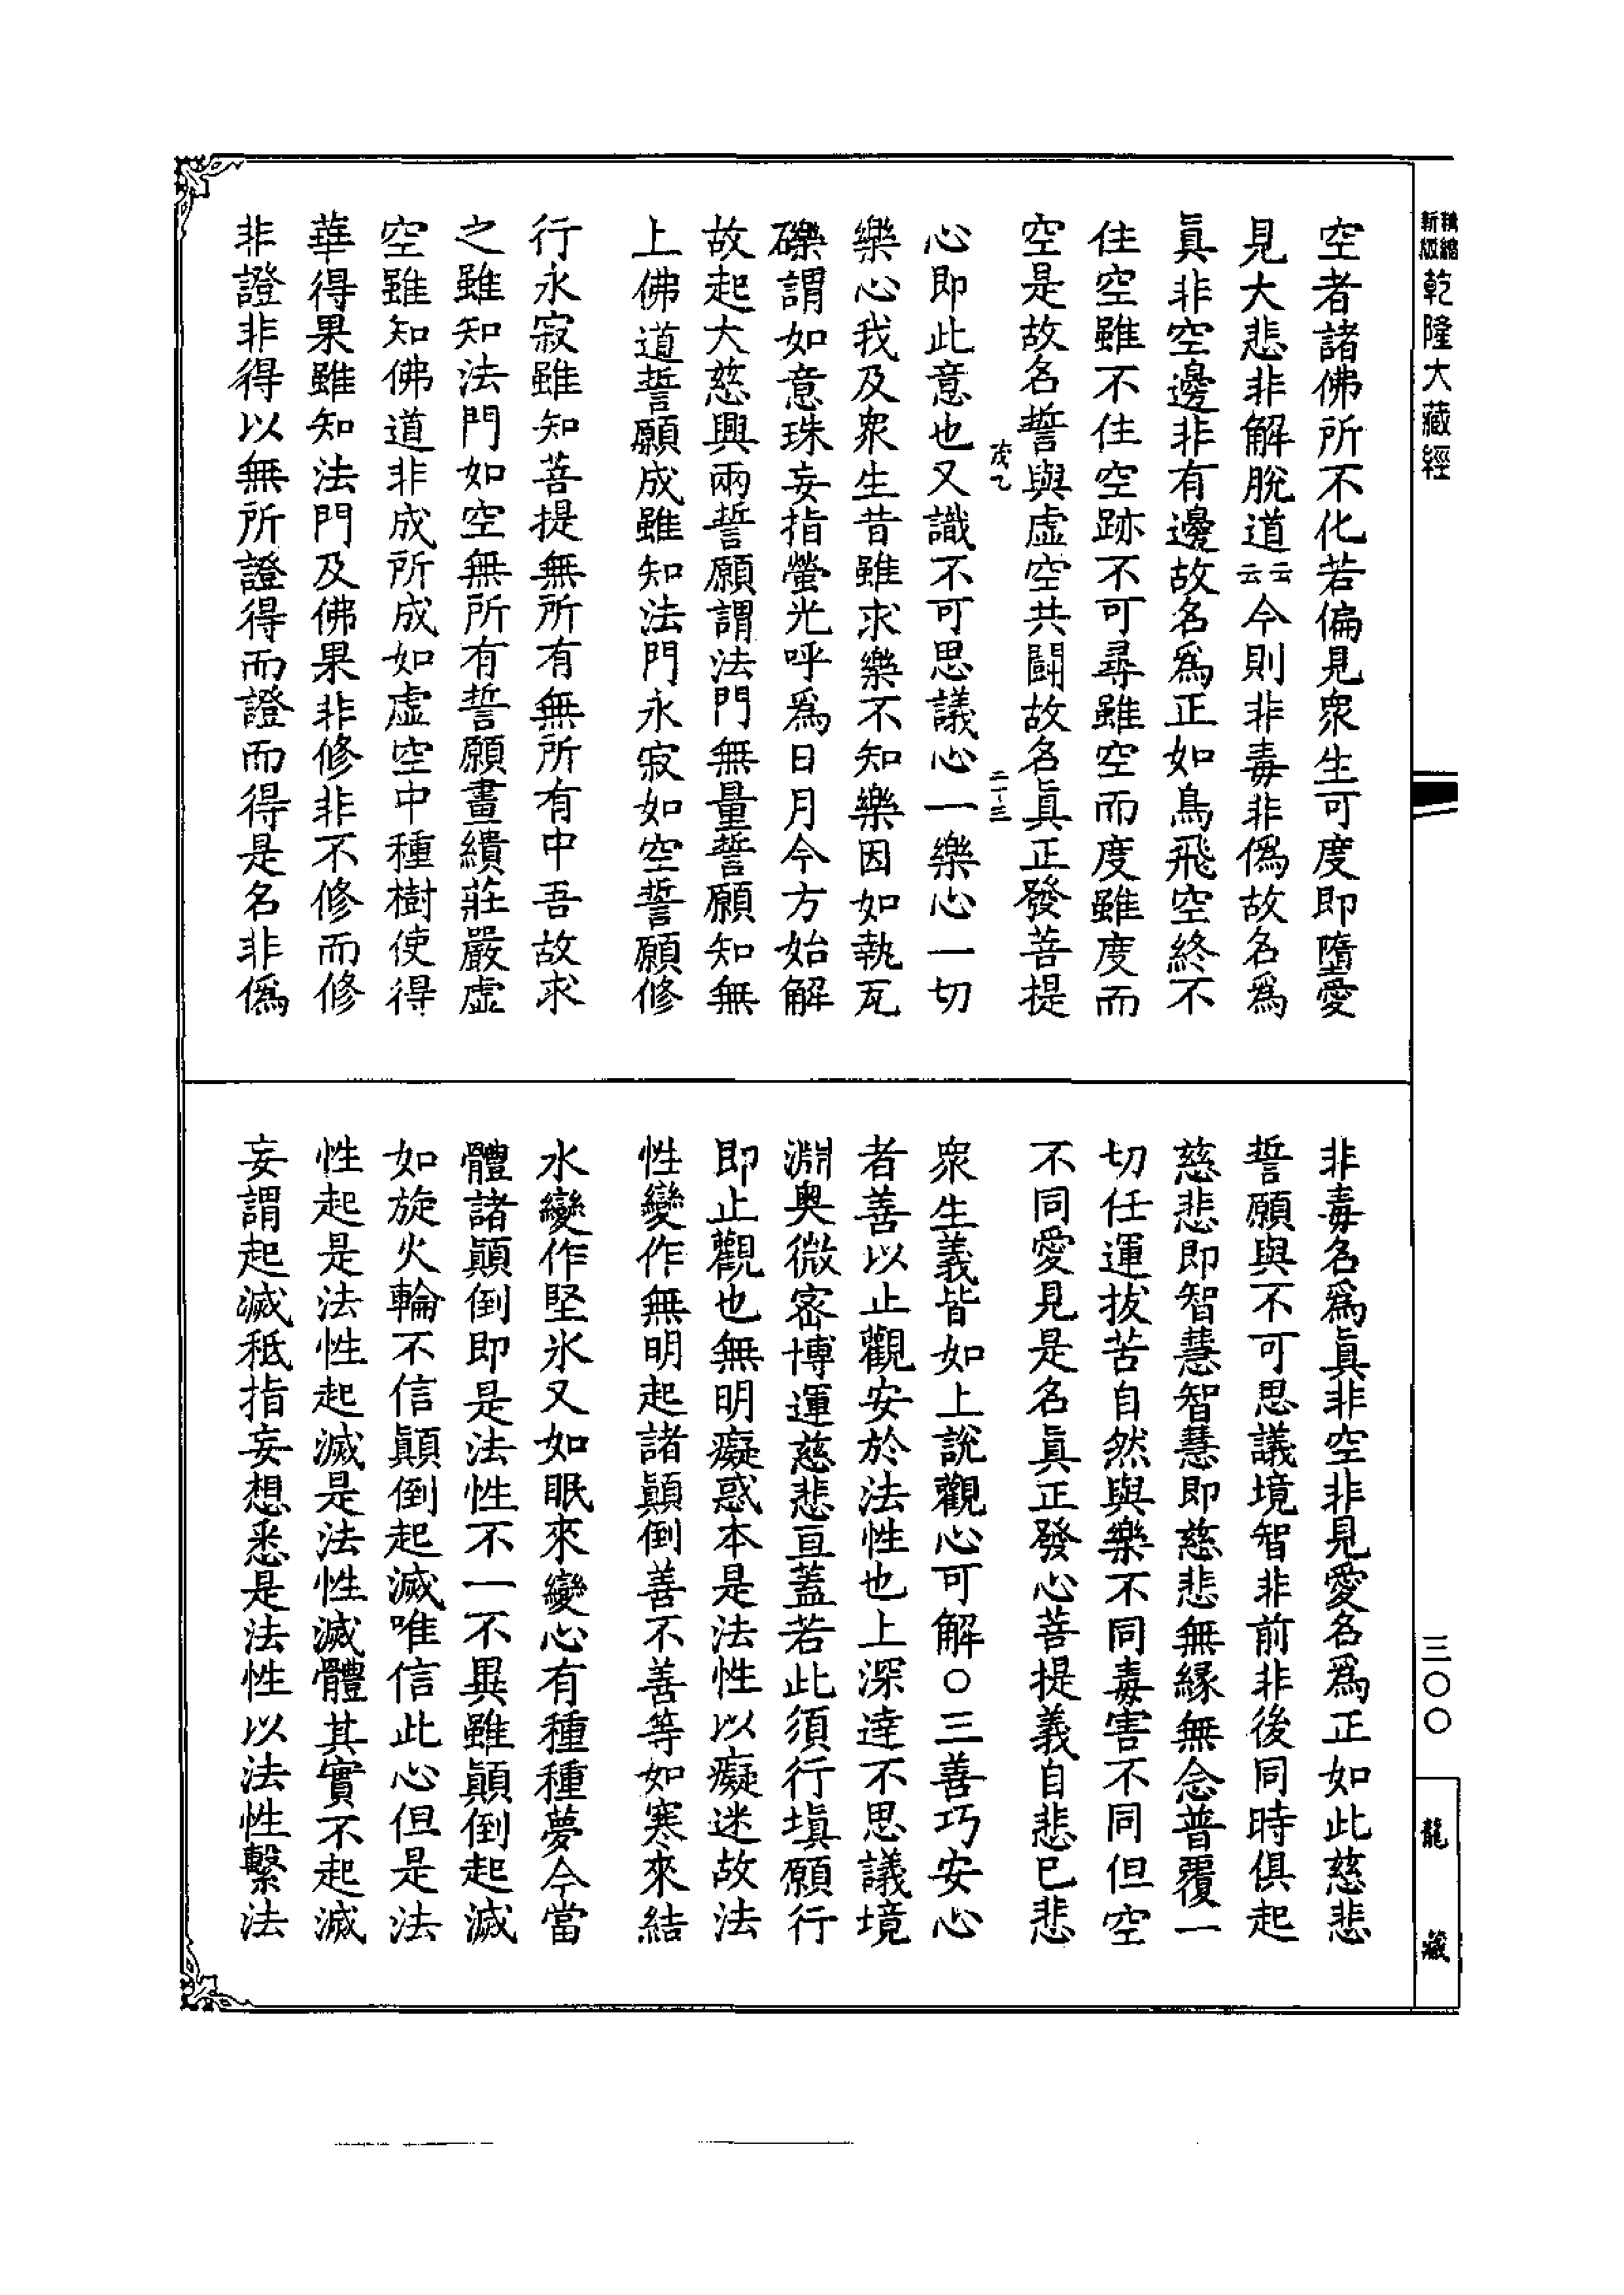 精縮
新版
乾隆大藏經
空者諸佛所不化若偏見衆生可度即墮愛
見大悲非解脫道云云今則非毒非僞故名爲
眞非空邊非有邊故名爲正如鳥飛空終不
住空雖不住空跡不可尋雖空而度雖度而
空是故名誓與虛空共鬪故名眞正發菩提
茂七
二十三
心即此意也又識不可思議心一樂心一切
樂心我及衆生昔雖求樂不知樂因如執瓦
礫謂如意珠妄指螢光呼爲日月今方始解
故起大慈興兩誓願謂法門無量誓願知無
上佛道誓願成雖知法門永寂如空誓願修
行永寂雖知菩提無所有無所有中吾故求
之雖知法門如空無所有誓願畫繢莊嚴虛
空雖知佛道非成所成如虛空中種樹使得
華得果雖知法門及佛果非修非不修而修
非證非得以無所證得而證而得是名非僞
非毒名爲眞非空非見愛名爲正如此慈悲
誓願與不可思議境智非前非後同時俱起
慈悲即智慧智慧即慈悲無緣無念普覆一
切任運拔苦自然與樂不同毒害不同但空
不同愛見是名眞正發心菩提義自悲已悲
衆生義皆如上說觀心可解○三善巧安心
者善以止觀安於法性也上深達不思議境
淵奧微密博運慈悲亘蓋若此須行塡願行
即止觀也無明癡惑本是法性以癡迷故法
性變作無明起諸顚倒善不善等如寒來結
水變作堅氷又如眠來變心有種種夢今當
體諸顚倒即是法性不一不異雖顚倒起滅
如旋火輪不信顚倒起滅唯信此心但是法
性起是法性起滅是法性滅體其實不起滅
妄謂起滅秪指妄想悉是法性以法性繫法
三〇〇
龍藏